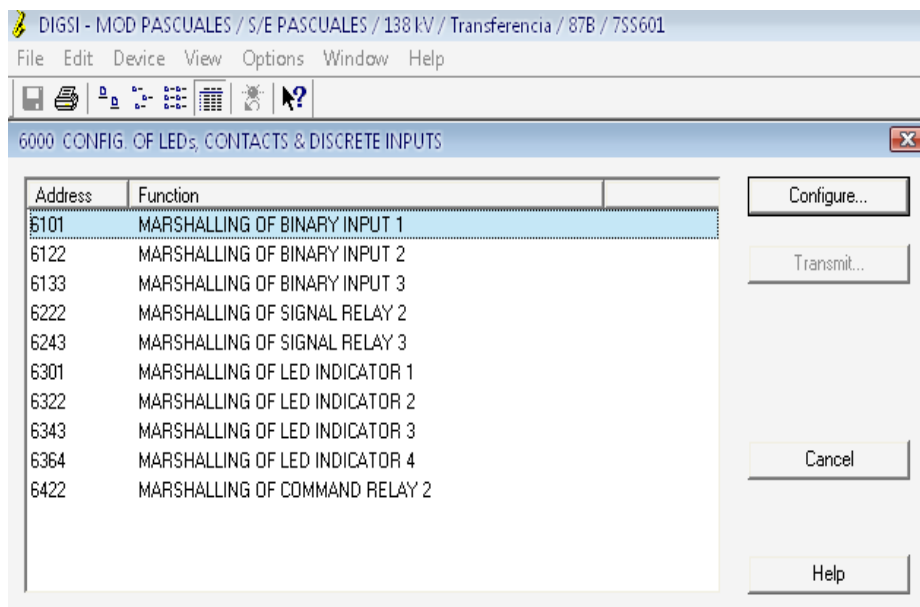 DIGSI - MOD PASCUALES / S/E PASCUALES / 138 kV / Transferencia / 87B / 7SS601
File Edit Device View Options Window Help
6000 CONFIG. OF LEDs, CONTACTS & DISCRETE INPUTS
Address Function
6101 MARSHALLING OF BINARY INPUT 1
6122 MARSHALLING OF BINARY INPUT 2
6133 MARSHALLING OF BINARY INPUT 3
6222 MARSHALLING OF SIGNAL RELAY 2
6243 MARSHALLING OF SIGNAL RELAY 3
6301 MARSHALLING OF LED INDICATOR 1
6322 MARSHALLING OF LED INDICATOR 2
6343 MARSHALLING OF LED INDICATOR 3
6364 MARSHALLING OF LED INDICATOR 4
6422 MARSHALLING OF COMMAND RELAY 2
Configure...
Transmit...
Cancel
Help